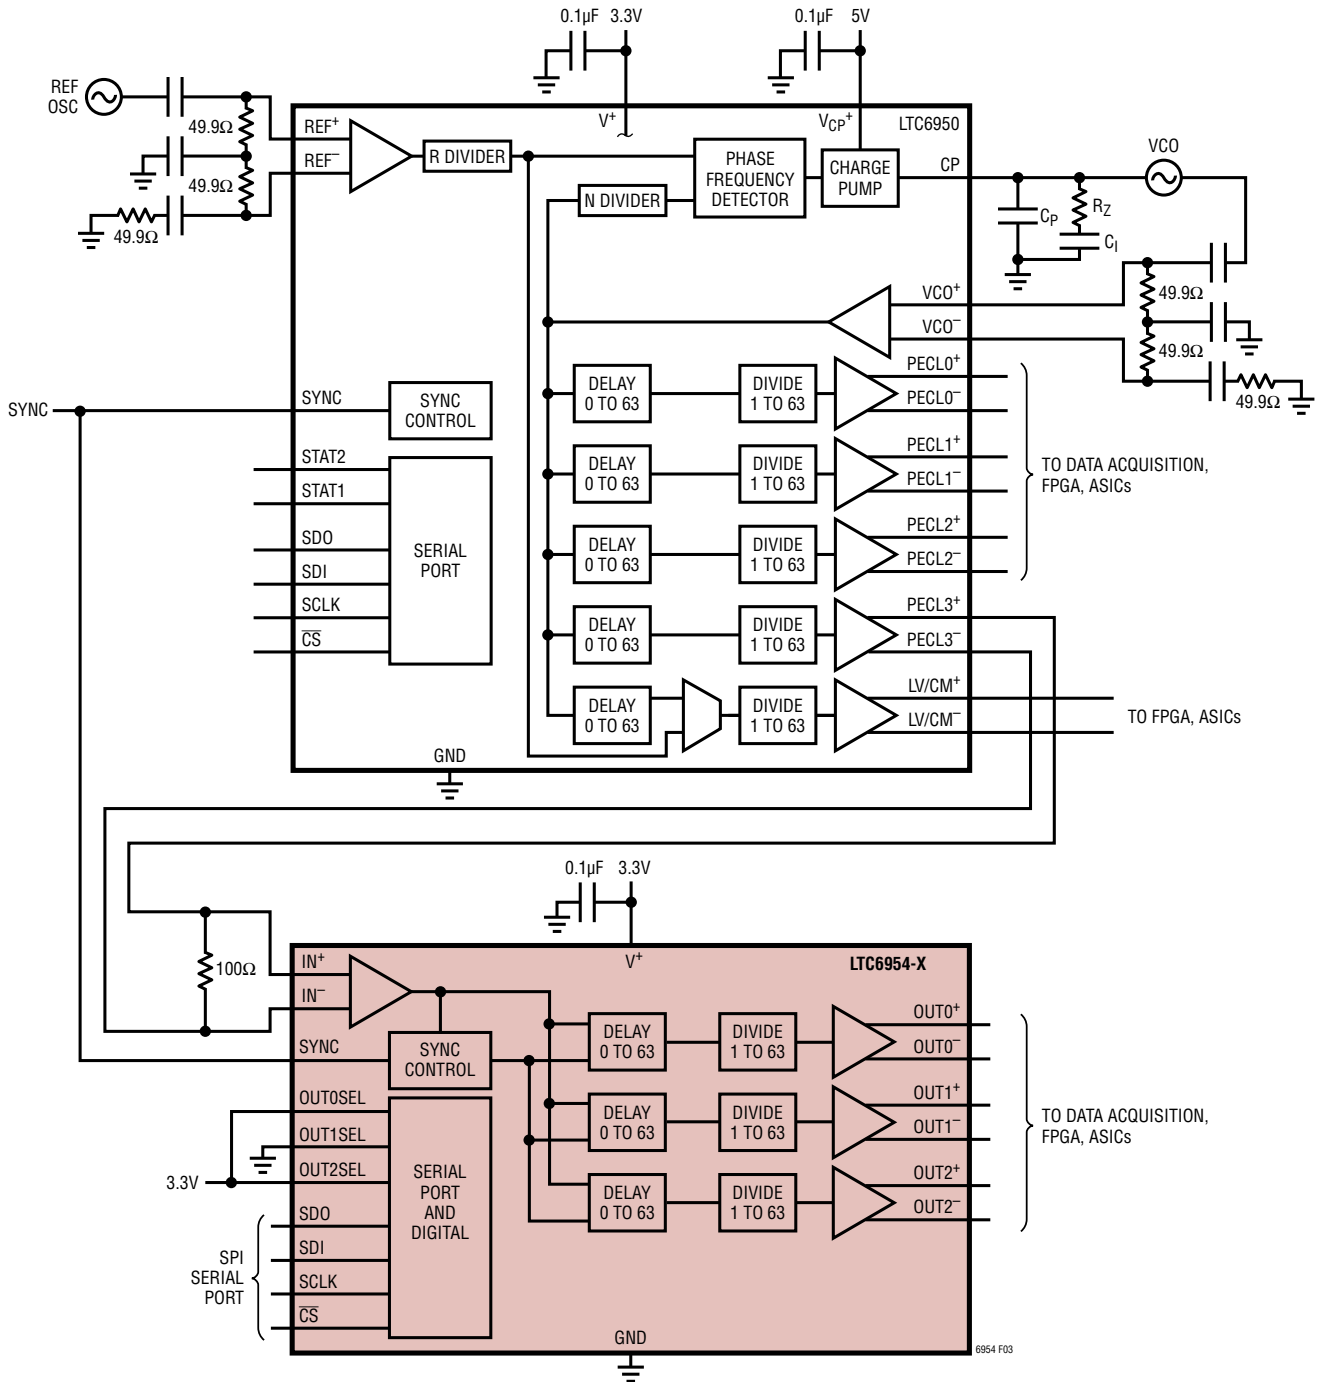 0.1µF 3.3V
0.1µF 5V
REF
OSC
49.9Ω
49.9Ω
49.9Ω
REF+
REF–
V+
VCP+
LTC6950
R DIVIDER
N DIVIDER
PHASE
FREQUENCY
DETECTOR
CHARGE
PUMP
CP
VCO
CP
RZ
CI
VCO+
VCO–
49.9Ω
49.9Ω
49.9Ω
SYNC
SYNC
SYNC
CONTROL
STAT2
STAT1
SDO
SDI
SCLK
CS
SERIAL
PORT
DELAY
0 TO 63
DIVIDE
1 TO 63
PECL0+
PECL0–
DELAY
0 TO 63
DIVIDE
1 TO 63
PECL1+
PECL1–
DELAY
0 TO 63
DIVIDE
1 TO 63
PECL2+
PECL2–
TO DATA ACQUISITION,
FPGA, ASICs
DELAY
0 TO 63
DIVIDE
1 TO 63
PECL3+
PECL3–
DELAY
0 TO 63
DIVIDE
1 TO 63
LV/CM+
LV/CM–
TO FPGA, ASICs
GND
0.1µF 3.3V
100Ω
IN+
IN–
V+
LTC6954-X
SYNC
SYNC
CONTROL
OUT0SEL
OUT1SEL
OUT2SEL
3.3V
SDO
SDI
SCLK
CS
SPI
SERIAL
PORT
SERIAL
PORT
AND
DIGITAL
DELAY
0 TO 63
DIVIDE
1 TO 63
OUT0+
OUT0–
DELAY
0 TO 63
DIVIDE
1 TO 63
OUT1+
OUT1–
DELAY
0 TO 63
DIVIDE
1 TO 63
OUT2+
OUT2–
TO DATA ACQUISITION,
FPGA, ASICs
GND
6954 F03